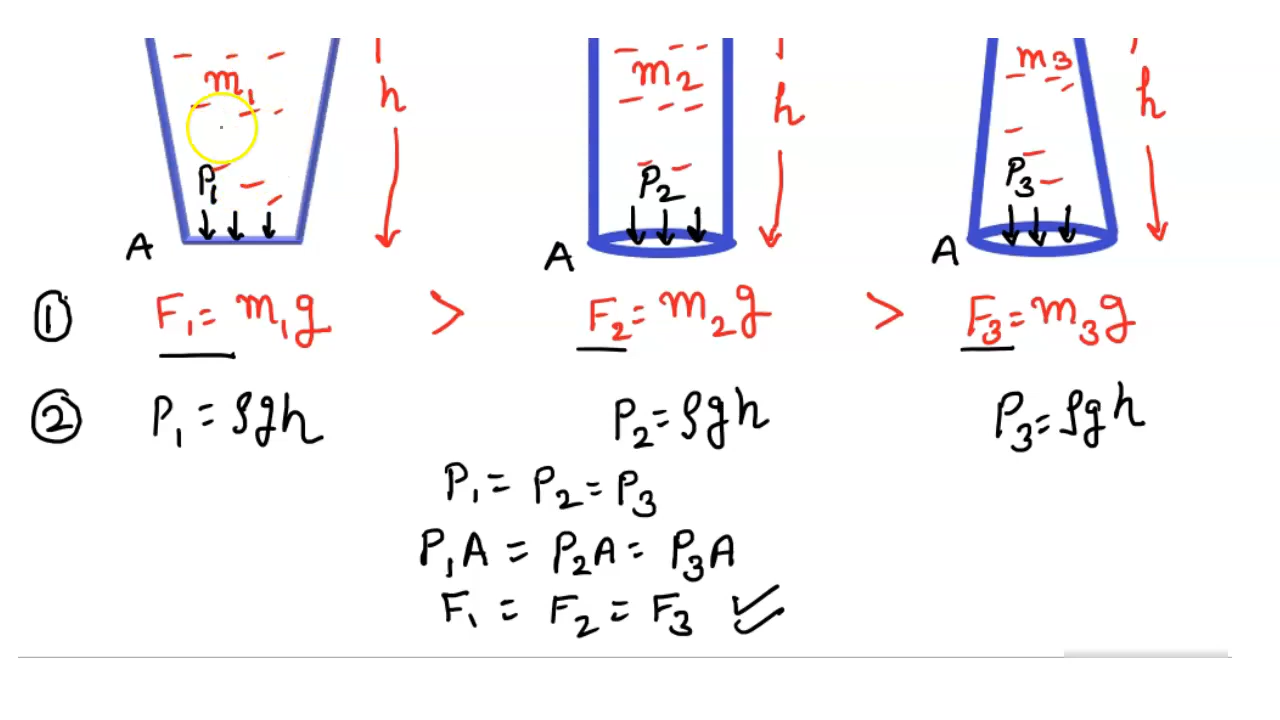 m₁ h m₂ h m₃ h
P₁ P₂ P₃
A A A
① F₁ = m₁g > F₂ = m₂g > F₃ = m₃g
② P₁ = ρgh P₂ = ρgh P₃ = ρgh
P₁ = P₂ = P₃
P₁A = P₂A = P₃A
F₁ = F₂ = F₃